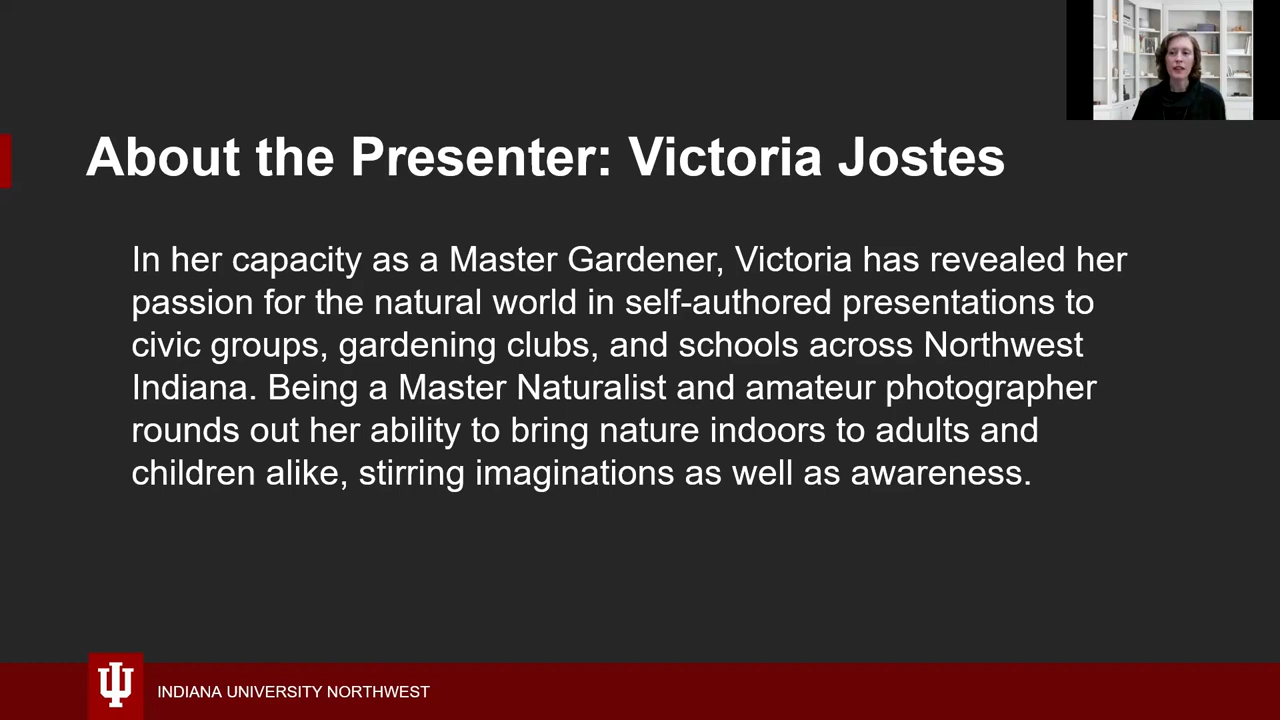 About the Presenter: Victoria Jostes
In her capacity as a Master Gardener, Victoria has revealed her
passion for the natural world in self-authored presentations to
civic groups, gardening clubs, and schools across Northwest
Indiana. Being a Master Naturalist and amateur photographer
rounds out her ability to bring nature indoors to adults and
children alike, stirring imaginations as well as awareness.
INDIANA UNIVERSITY NORTHWEST